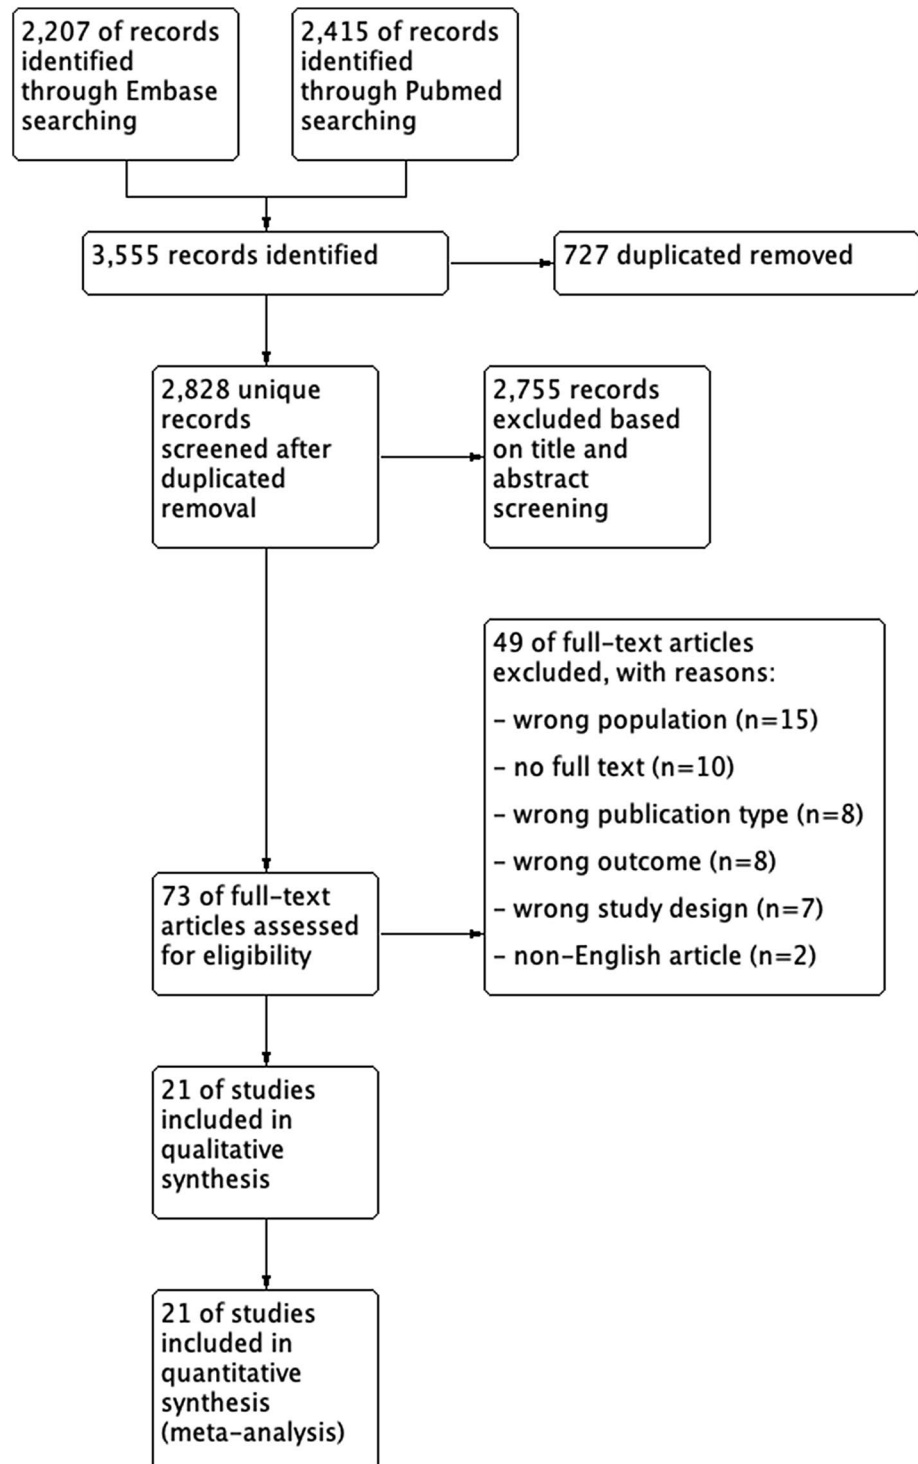 2,207 of records
identified
through Embase
searching
2,415 of records
identified
through Pubmed
searching
3,555 records identified
727 duplicated removed
2,828 unique
records
screened after
duplicated
removal
2,755 records
excluded based
on title and
abstract
screening
49 of full-text articles
excluded, with reasons:
- wrong population (n=15)
- no full text (n=10)
- wrong publication type (n=8)
- wrong outcome (n=8)
- wrong study design (n=7)
- non-English article (n=2)
73 of full-text
articles assessed
for eligibility
21 of studies
included in
qualitative
synthesis
21 of studies
included in
quantitative
synthesis
(meta-analysis)